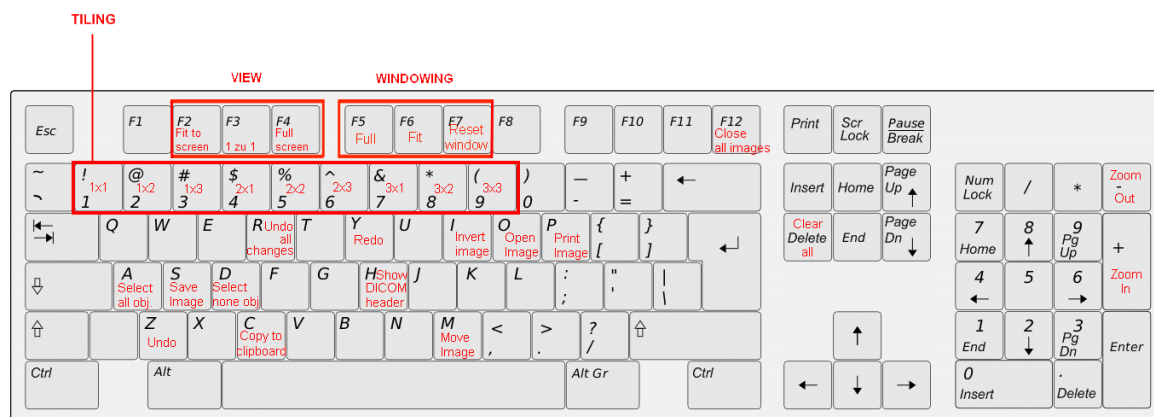 TILING
VIEW
WINDOWING
Esc
F1
F2
Fit to
screen
F3
1 zu 1
F4
Full
screen
F5
Full
F6
Fit
F7
Reset
window
F8
F9
F10
F11
F12
Close
all images
Print
Scr
Lock
Pause
Break
~
`
!
1x1
1
@
1x2
2
#
1x3
3
$
2x1
4
%
2x2
5
^
2x3
6
&
3x1
7
*
3x2
8
(
3x3
9
)
0
—
-
+
=
Insert
Home
Page
Up
Num
Lock
/
*
Zoom
-
Out
Q
W
E
R Undo
all
changes
T
Y
Redo
U
I
Invert
image
O
Open
Image
P
Print
Image
{
[
}
]
Clear
Delete
all
End
Page
Dn
7
Home
8
9
Pg
Up
+
Zoom
In
A
Select
all obj.
S
Save
Image
D
Select
none obj
F
G
H Show
DICOM
header
J
K
L
:
;
"
'
|
\
4
5
6
Z
Undo
X
C
Copy to
clipboard
V
B
N
M
Move
Image
<
,
>
.
?
/
1
End
2
3
Pg
Dn
Enter
Ctrl
Alt
Alt Gr
Ctrl
0
Insert
.
Delete